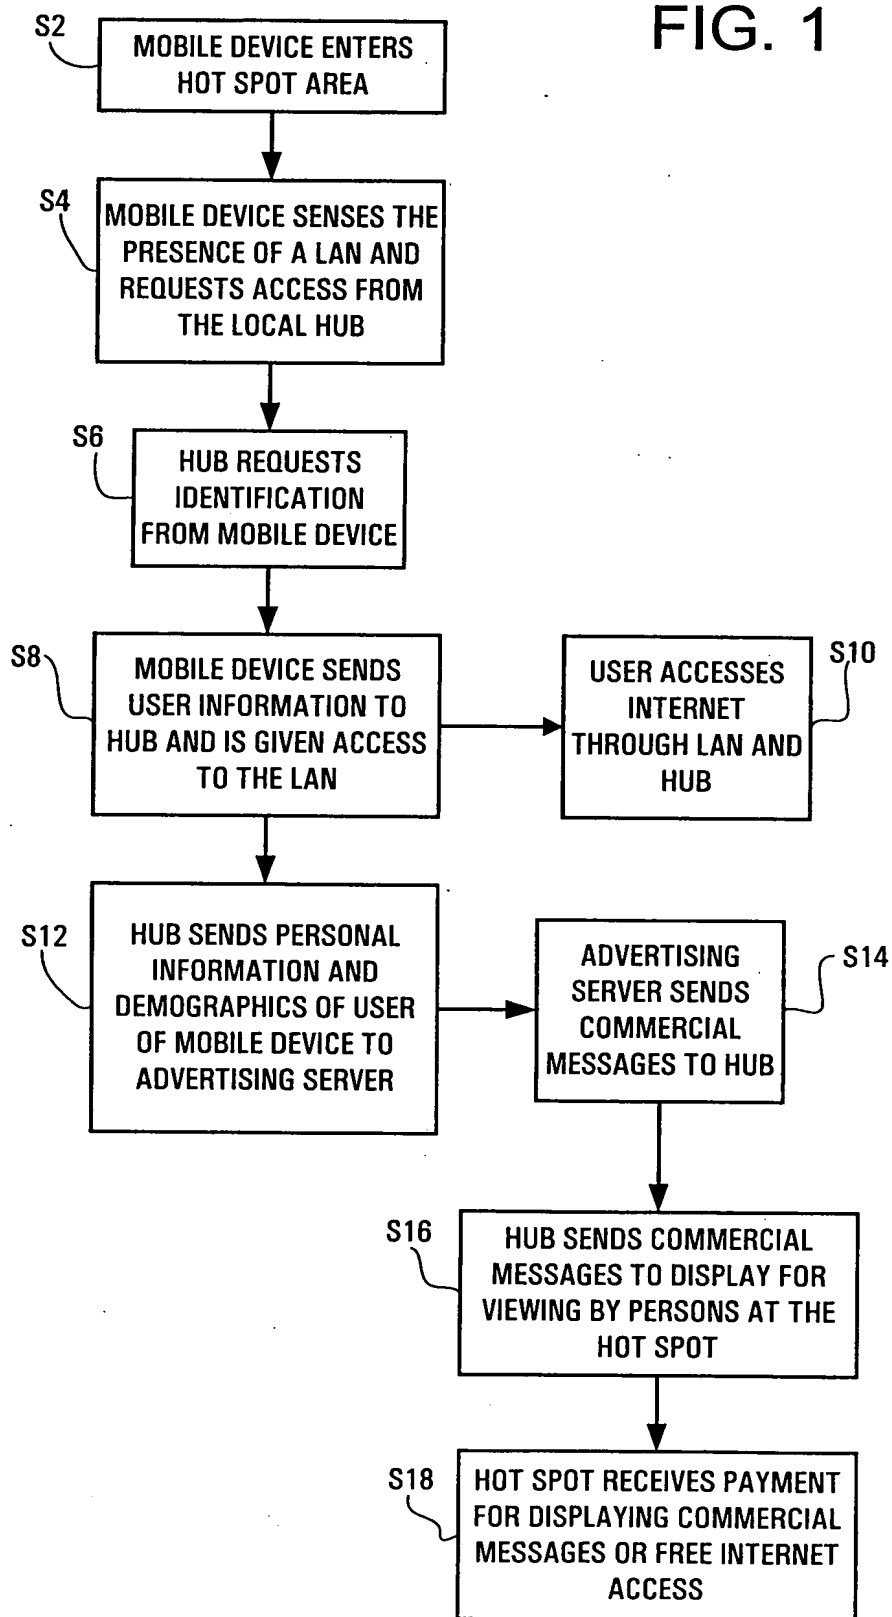 FIG. 1
S2
MOBILE DEVICE ENTERS
HOT SPOT AREA
S4
MOBILE DEVICE SENSES THE
PRESENCE OF A LAN AND
REQUESTS ACCESS FROM
THE LOCAL HUB
S6
HUB REQUESTS
IDENTIFICATION
FROM MOBILE DEVICE
S8
MOBILE DEVICE SENDS
USER INFORMATION TO
HUB AND IS GIVEN ACCESS
TO THE LAN
S10
USER ACCESSES
INTERNET
THROUGH LAN AND
HUB
S12
HUB SENDS PERSONAL
INFORMATION AND
DEMOGRAPHICS OF USER
OF MOBILE DEVICE TO
ADVERTISING SERVER
S14
ADVERTISING
SERVER SENDS
COMMERCIAL
MESSAGES TO HUB
S16
HUB SENDS COMMERCIAL
MESSAGES TO DISPLAY FOR
VIEWING BY PERSONS AT THE
HOT SPOT
S18
HOT SPOT RECEIVES PAYMENT
FOR DISPLAYING COMMERCIAL
MESSAGES OR FREE INTERNET
ACCESS